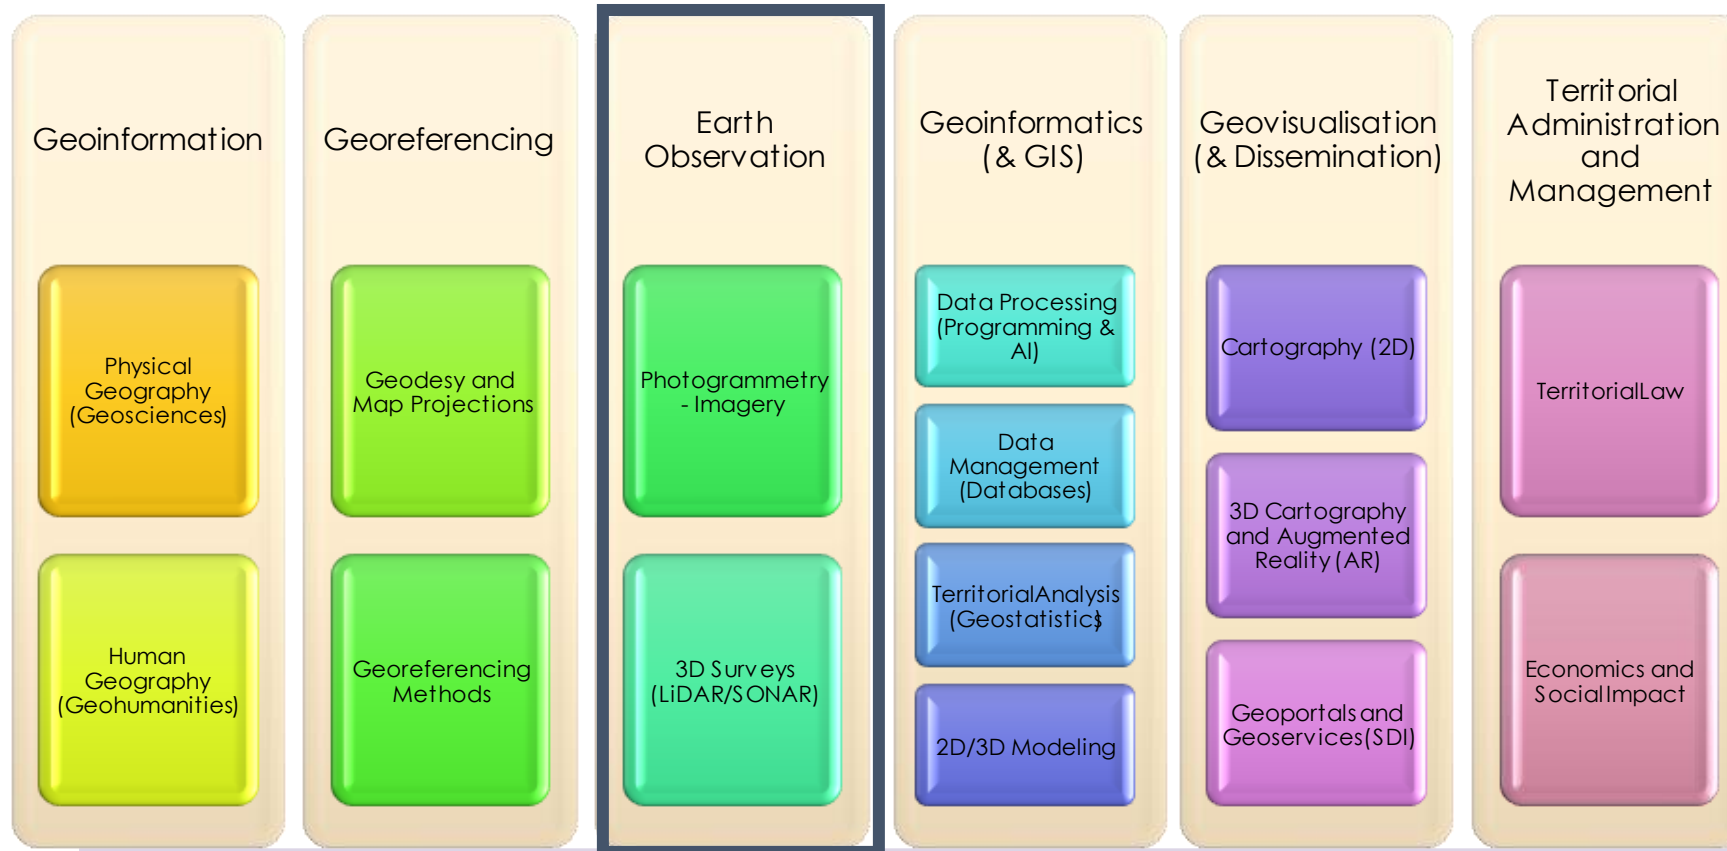 Geoinformation
Physical
Geography
(Geosciences)
Human
Geography
(Geohumanities)
Georeferencing
Geodesy and
Map Projections
Georeferencing
Methods
Earth
Observation
Photogrammetry
- Imagery
3D Surveys
(LiDAR/SONAR)
Geoinformatics
(& GIS)
Data Processing
(Programming &
AI)
Data
Management
(Databases)
TerritorialAnalysis
(Geostatistics)
2D/3D Modeling
Geovisualisation
(& Dissemination)
Cartography (2D)
3D Cartography
and Augmented
Reality (AR)
Geoportals and
Geoservices(SDI)
Territorial
Administration
and
Management
TerritorialLaw
Economics and
SocialImpact